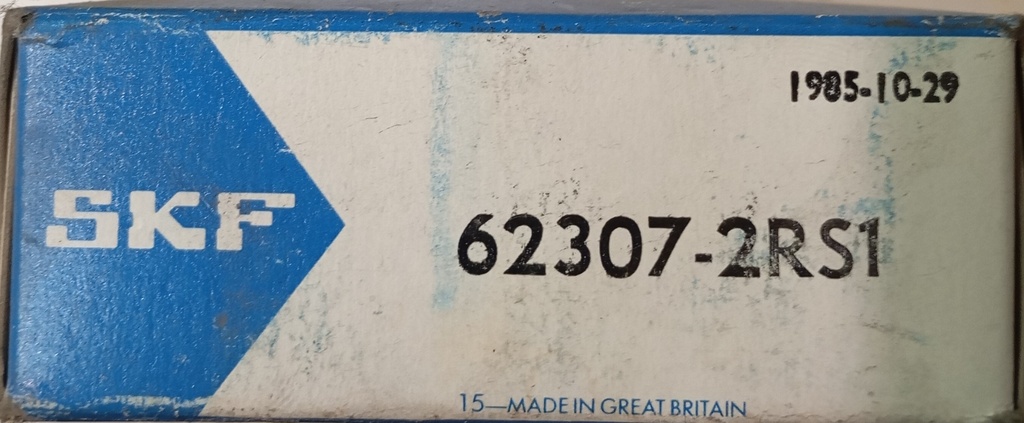 1985-10-29
SKF
62307-2RS1
15—MADE IN GREAT BRITAIN